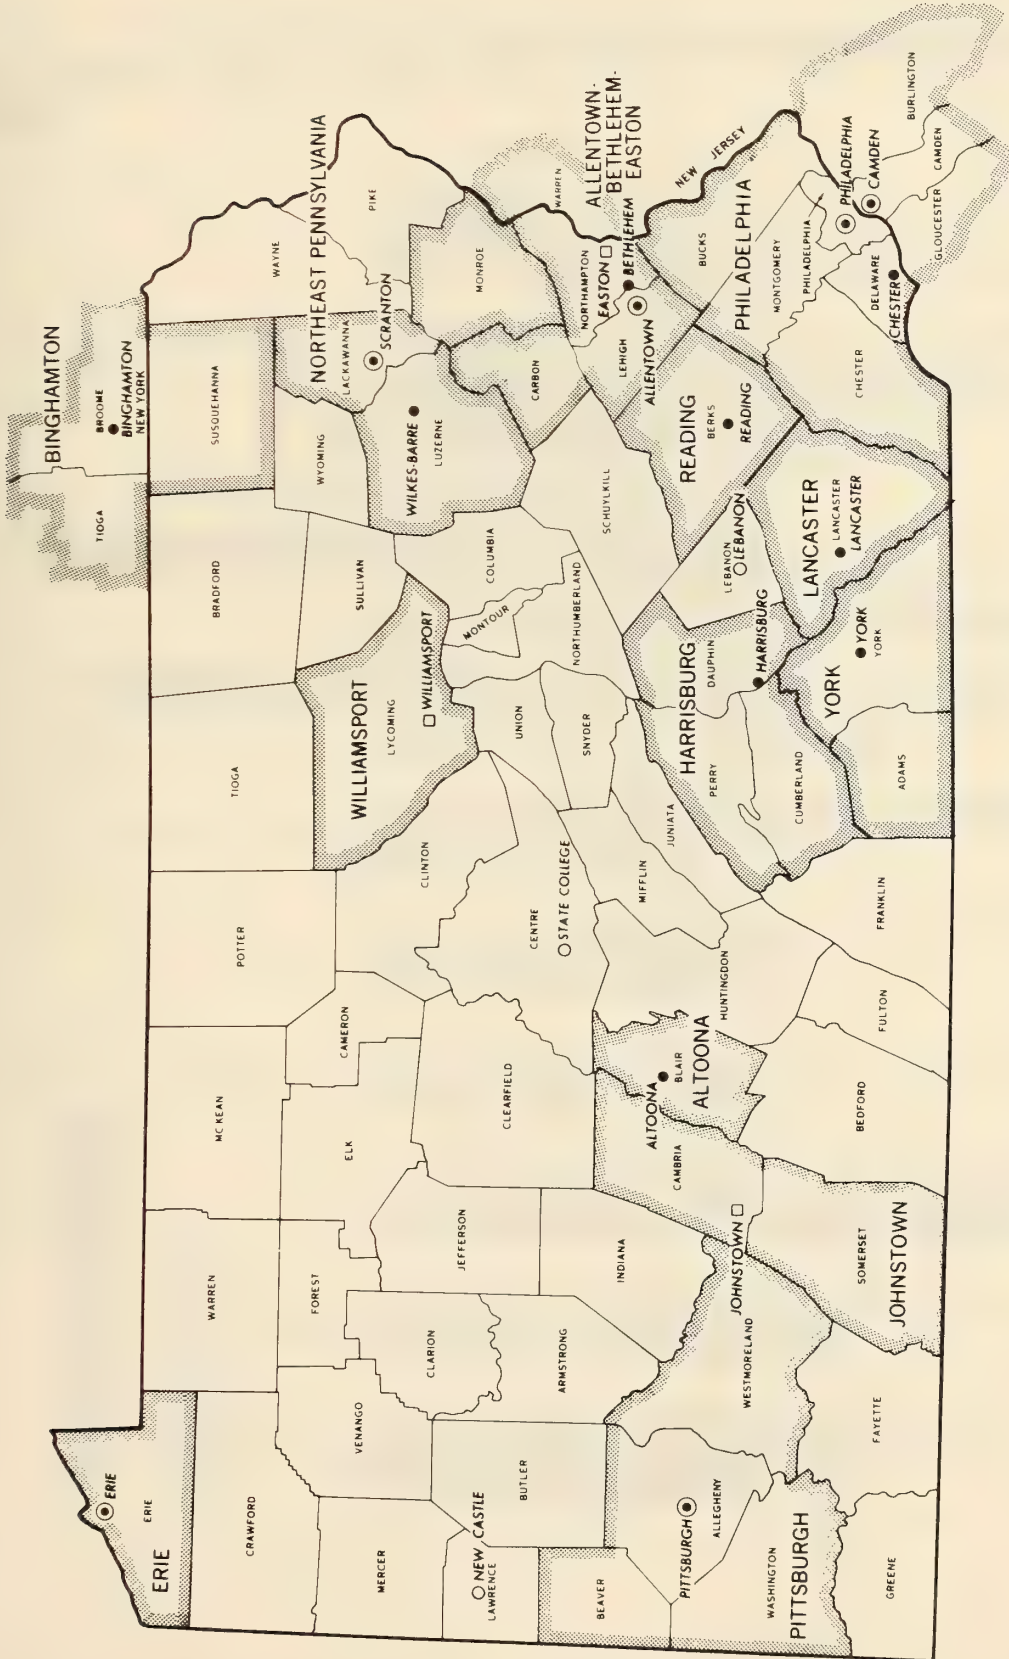 BINGHAMTON
TIOGA
BROOME
BINGHAMTON
NEW YORK
ERIE
ERIE
ERIE
CRAWFORD
WARREN
MC KEAN
POTTER
TIOGA
BRADFORD
SUSQUEHANNA
WAYNE
NORTHEAST PENNSYLVANIA
LACKAWANNA
SCRANTON
PIKE
WYOMING
WILKES-BARRE
LUZERNE
MONROE
CARBON
MERCER
VENANGO
FOREST
ELK
CAMERON
CLINTON
WILLIAMSPORT
LYCOMING
WILLIAMSPORT
SULLIVAN
COLUMBIA
MONTOUR
NORTHUMBERLAND
UNION
SNYDER
NEW CASTLE
LAWRENCE
BUTLER
CLARION
ARMSTRONG
JEFFERSON
INDIANA
CLEARFIELD
CENTRE
STATE COLLEGE
MIFFLIN
JUNIATA
SCHUYLKILL
WARREN
ALLENTOWN-
BETHLEHEM-
EASTON
NORTHAMPTON
EASTON
BETHLEHEM
LEHIGH
ALLENTOWN
NEW JERSEY
BEAVER
PITTSBURGH
ALLEGHENY
WASHINGTON
PITTSBURGH
GREENE
FAYETTE
WESTMORELAND
JOHNSTOWN
CAMBRIA
SOMERSET
JOHNSTOWN
ALTOONA
BLAIR
ALTOONA
HUNTINGDON
BEDFORD
FULTON
FRANKLIN
HARRISBURG
PERRY
DAUPHIN
HARRISBURG
CUMBERLAND
ADAMS
YORK
YORK
YORK
LEBANON
LEBANON
LANCASTER
LANCASTER
LANCASTER
READING
BERKS
READING
PHILADELPHIA
BUCKS
MONTGOMERY
PHILADELPHIA
PHILADELPHIA
CAMDEN
DELAWARE
CHESTER
CHESTER
BURLINGTON
CAMDEN
GLOUCESTER